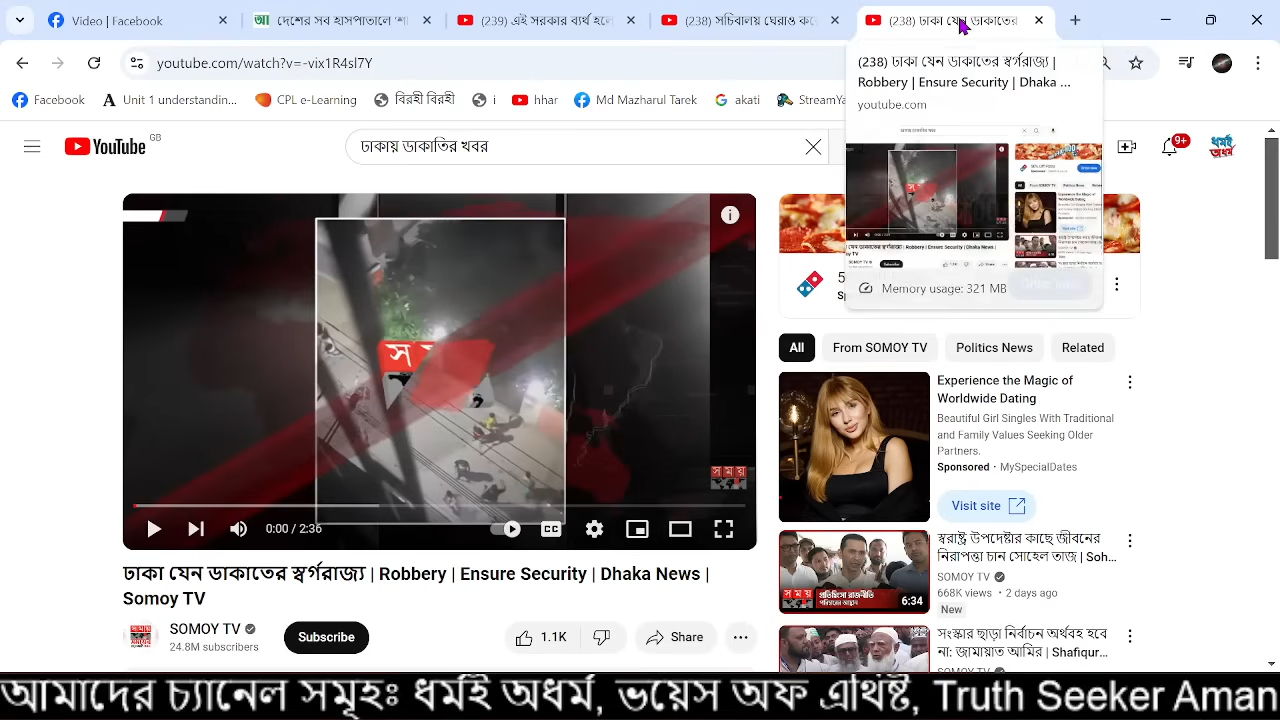 Video | Facebook
দেশের সব হাসপাতালে "শা
(238) এই সরকার ব্যর্থ হলে
(238) সচিবালয় ঘেরাও কে
(238) ঢাকা যেন ডাকাতের
youtube.com/watch?v=-vix1R4sl7Y
(238) ঢাকা যেন ডাকাতের স্বর্গরাজ্য |
Robbery | Ensure Security | Dhaka ...
youtube.com
Memory usage: 321 MB
Facebook
Unit 1 understandin...
CPL e-Learning
বিরহী বিরহী
i
hhar
Md Mazharul Tarek
akati
StreamYa
YouTube
GB
ঢাকায় ডাকাতির খবর
9+
সময়
0:00 / 2:36
ঢাকা যেন ডাকাতের স্বর্গরাজ্য | Robbery | Ensure Security | Dhaka News |
Somoy TV
SOMOY TV
24.8M subscribers
Subscribe
1.1K
Share
All
From SOMOY TV
Politics News
Related
Experience the Magic of
Worldwide Dating
Beautiful Girl Singles With Traditional
and Family Values Seeking Older
Partners.
Sponsored · MySpecialDates
Visit site
স্বরাষ্ট্র উপদেষ্টার কাছে জীবনের
নিরাপত্তা চান সোহেল তাজ | Soh...
SOMOY TV
668K views · 2 days ago
New
প্রতিহিংসা রাজনীতি
6:34
সংস্কার ছাড়া নির্বাচন অর্থবহ হবে
না: জামায়াত আমির | Shafiqur...
SOMOY TV
আমাদের চ্যানেল সমূহঃ ধর্মই অধর্ম, ভয়েস অফ এথিষ্ট, Truth Seeker Aman